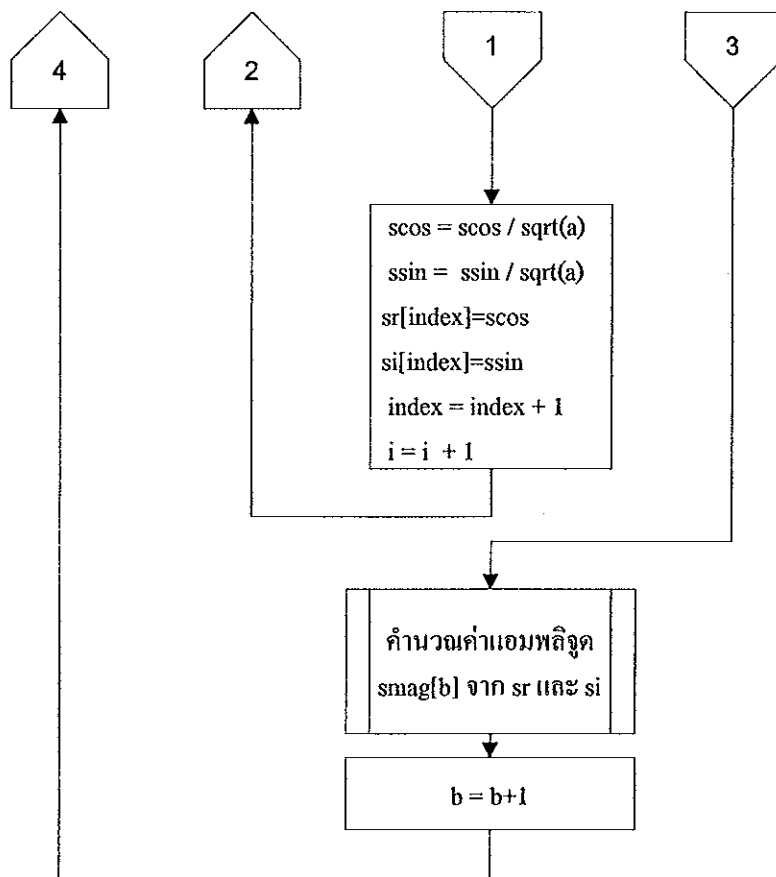 4
2
1
3
scos = scos / sqrt(a)
ssin = ssin / sqrt(a)
sr[index]=scos
si[index]=ssin
index = index + 1
i = i + 1
คำนวณค่าแอมพลิจูด
smag[b] จาก sr และ si
b = b+1